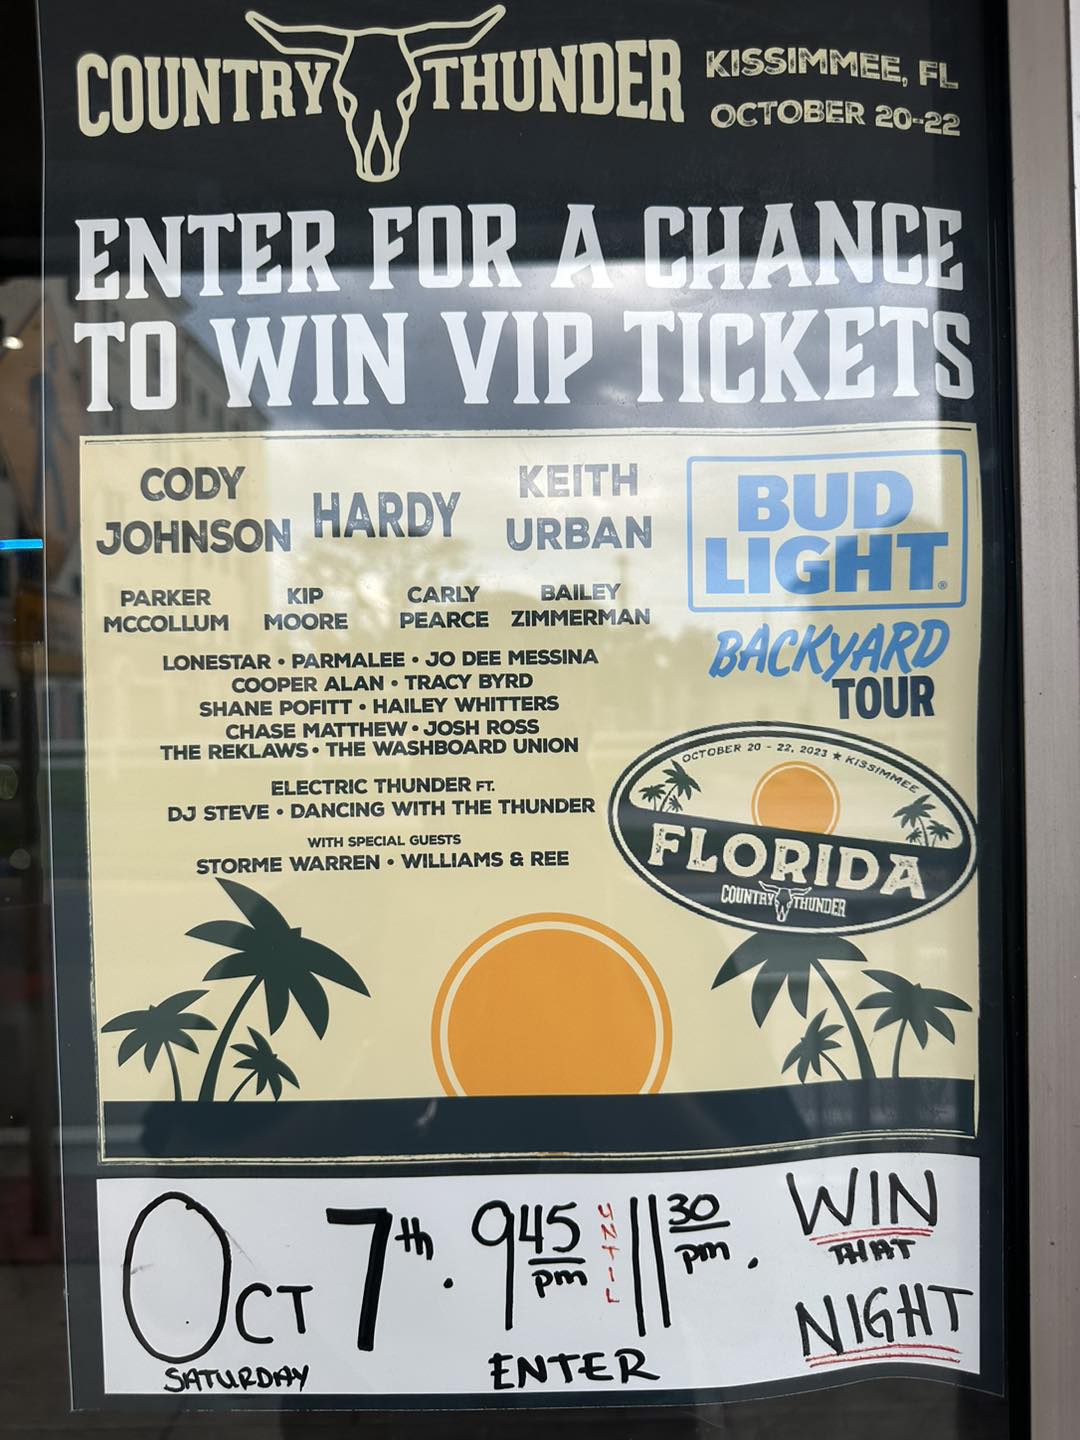 COUNTRY THUNDER
KISSIMMEE, FL
OCTOBER 20-22
ENTER FOR A CHANCE
TO WIN VIP TICKETS
CODY
JOHNSON
HARDY
KEITH
URBAN
BUD
LIGHT®
BACKYARD
TOUR
PARKER
MCCOLLUM
KIP
MOORE
CARLY
PEARCE
BAILEY
ZIMMERMAN
LONESTAR • PARMALEE • JO DEE MESSINA
COOPER ALAN • TRACY BYRD
SHANE POFITT • HAILEY WHITTERS
CHASE MATTHEW • JOSH ROSS
THE REKLAWS • THE WASHBOARD UNION
ELECTRIC THUNDER FT.
DJ STEVE • DANCING WITH THE THUNDER
WITH SPECIAL GUESTS
STORME WARREN • WILLIAMS & REE
OCTOBER 20 - 22, 2023 ★ KISSIMMEE
FLORIDA
COUNTRY THUNDER
OCT 7th. 945 pm UNTIL 1130 pm.
SATURDAY
ENTER
WIN
THAT
NIGHT